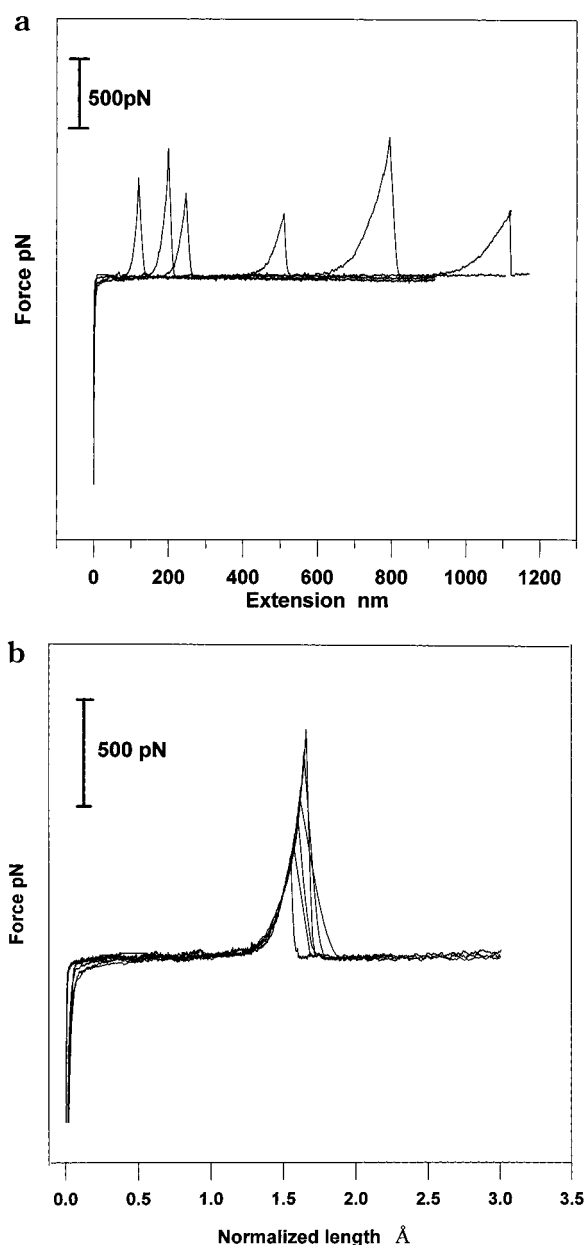 a
500pN
Force pN
0 200 400 600 800 1000 1200
Extension nm
b
500 pN
Force pN
0.0 0.5 1.0 1.5 2.0 2.5 3.0 3.5
Normalized length Å